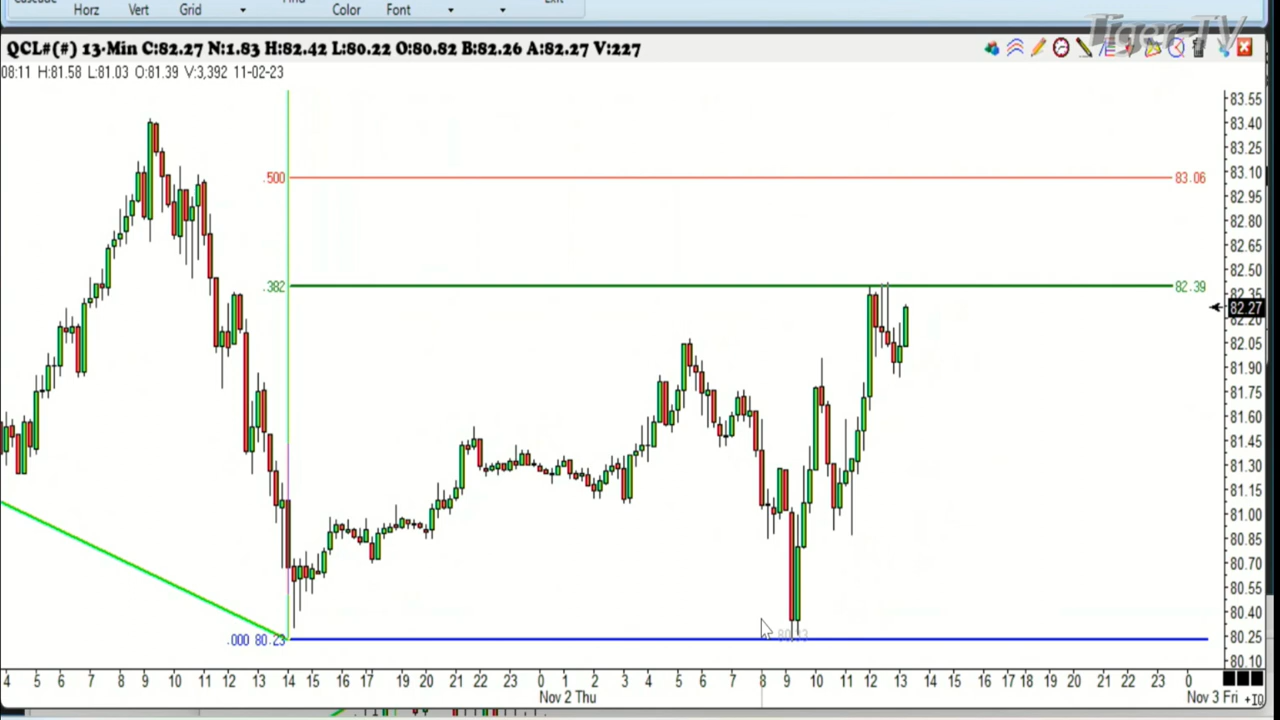 Horz Vert Grid Color Font
Tiger-TV
QCL#(#) 13-Min C:82.27 N:1.83 H:82.42 L:80.22 O:80.82 B:82.26 A:82.27 V:227
08:11 H:81.58 L:81.03 O:81.39 V:3,392 11-02-23
83.55
83.40
83.25
.500 83.06 83.10
82.95
82.80
82.65
82.50
.382 82.39 82.35
82.27
82.20
82.05
81.90
81.75
81.60
81.45
81.30
81.15
81.00
80.85
80.70
80.55
80.40
.000 80.23 80.25
80.10
4 5 6 7 8 9 10 11 12 13 14 15 16 17 19 20 21 22 23 0 1 2 3 4 5 6 7 8 9 10 11 12 13 14 15 16 17 18 19 20 21 22 23 0
Nov 2 Thu Nov 3 Fri +10